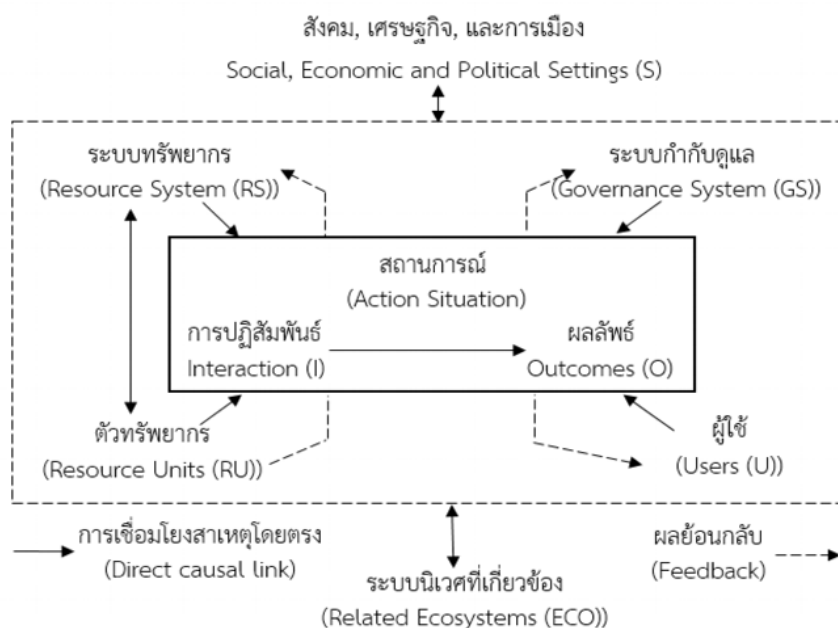 สังคม, เศรษฐกิจ, และการเมือง
Social, Economic and Political Settings (S)
ระบบทรัพยากร
(Resource System (RS))
ระบบกำกับดูแล
(Governance System (GS))
สถานการณ์
(Action Situation)
การปฏิสัมพันธ์
Interaction (I)
ผลลัพธ์
Outcomes (O)
ตัวทรัพยากร
(Resource Units (RU))
ผู้ใช้
(Users (U))
การเชื่อมโยงสาเหตุโดยตรง
(Direct causal link)
ระบบนิเวศที่เกี่ยวข้อง
(Related Ecosystems (ECO))
ผลย้อนกลับ
(Feedback)